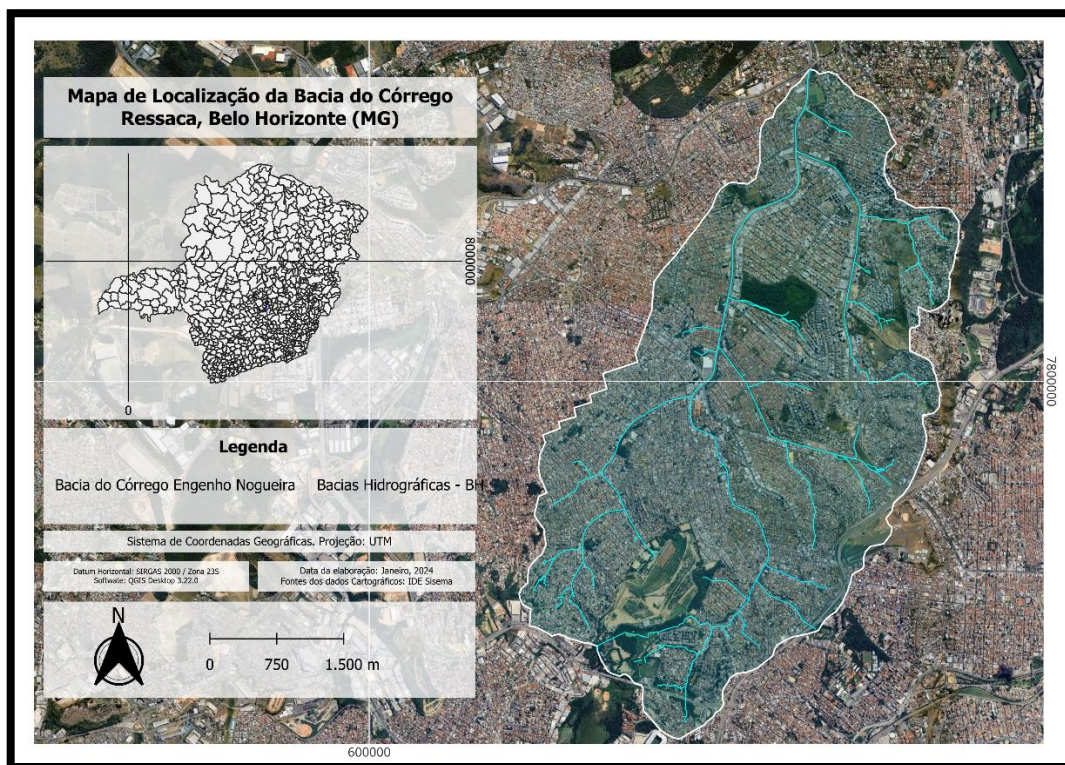 Mapa de Localização da Bacia do Córrego
Ressaca, Belo Horizonte (MG)
8000000
0
Legenda
Bacia do Córrego Engenho Nogueira Bacias Hidrográficas - BH
Sistema de Coordenadas Geográficas. Projeção: UTM
Datum Horizontal: SIRGAS 2000 / Zona 23S
Softwate: QGIS Desktop 3.22.0
Data da elaboração: Janeiro, 2024
Fontes dos dados Cartográficos: IDE Sisema
N
0 750 1.500 m
7800000
600000